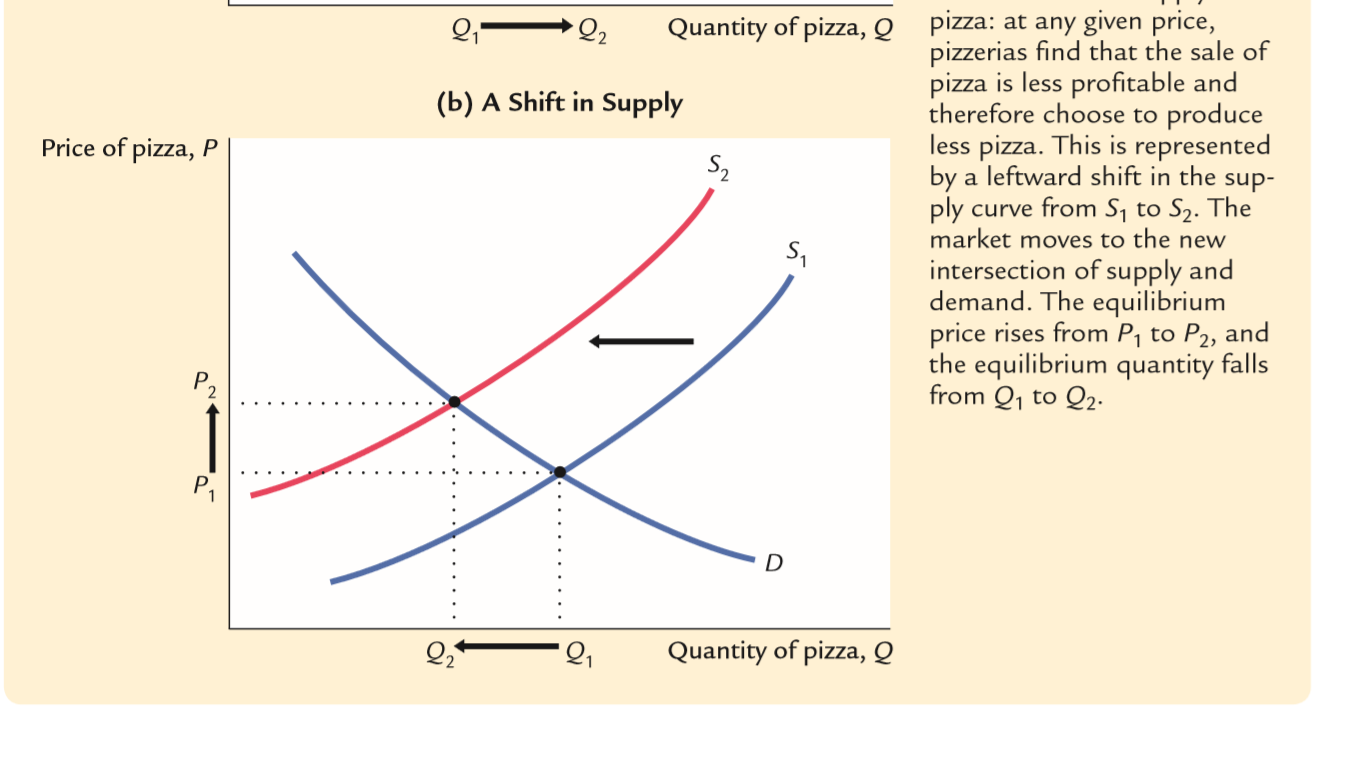 Q1 Q2 Quantity of pizza, Q
(b) A Shift in Supply
Price of pizza, P
S2
S1
P2
P1
D
Q2 Q1 Quantity of pizza, Q
pizza: at any given price,
pizzerias find that the sale of
pizza is less profitable and
therefore choose to produce
less pizza. This is represented
by a leftward shift in the sup-
ply curve from S1 to S2. The
market moves to the new
intersection of supply and
demand. The equilibrium
price rises from P1 to P2, and
the equilibrium quantity falls
from Q1 to Q2.